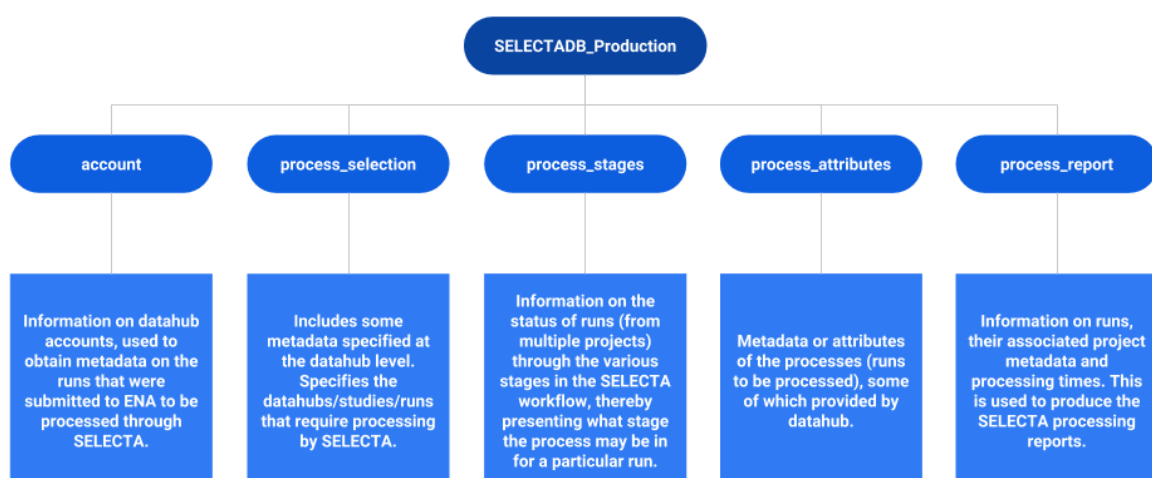 SELECTADB_Production
account
process_selection
process_stages
process_attributes
process_report
Information on datahub
accounts, used to
obtain metadata on the
runs that were
submitted to ENA to be
processed through
SELECTA.
Includes some
metadata specified at
the datahub level.
Specifies the
datahubs/studies/runs
that require processing
by SELECTA.
Information on the
status of runs (from
multiple projects)
through the various
stages in the SELECTA
workflow, thereby
presenting what stage
the process may be in
for a particular run.
Metadata or attributes
of the processes (runs
to be processed), some
of which provided by
datahub.
Information on runs,
their associated project
metadata and
processing times. This
is used to produce the
SELECTA processing
reports.